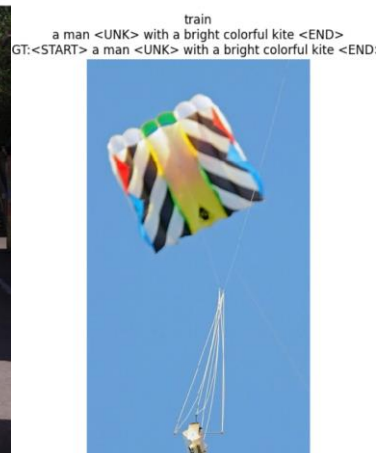 train
a man <UNK> with a bright colorful kite <END>
GT:<START> a man <UNK> with a bright colorful kite <END>